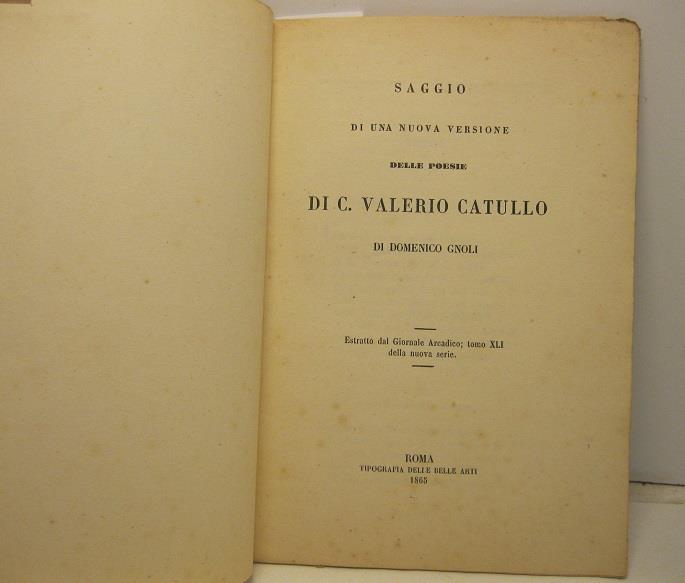 SAGGIO
DI UNA NUOVA VERSIONE
DELLE POESIE
DI C. VALERIO CATULLO
DI DOMENICO GNOLI
Estratto dal Giornale Arcadico; tomo XLI
della nuova serie.
ROMA
TIPOGRAFIA DELLE BELLE ARTI
1865